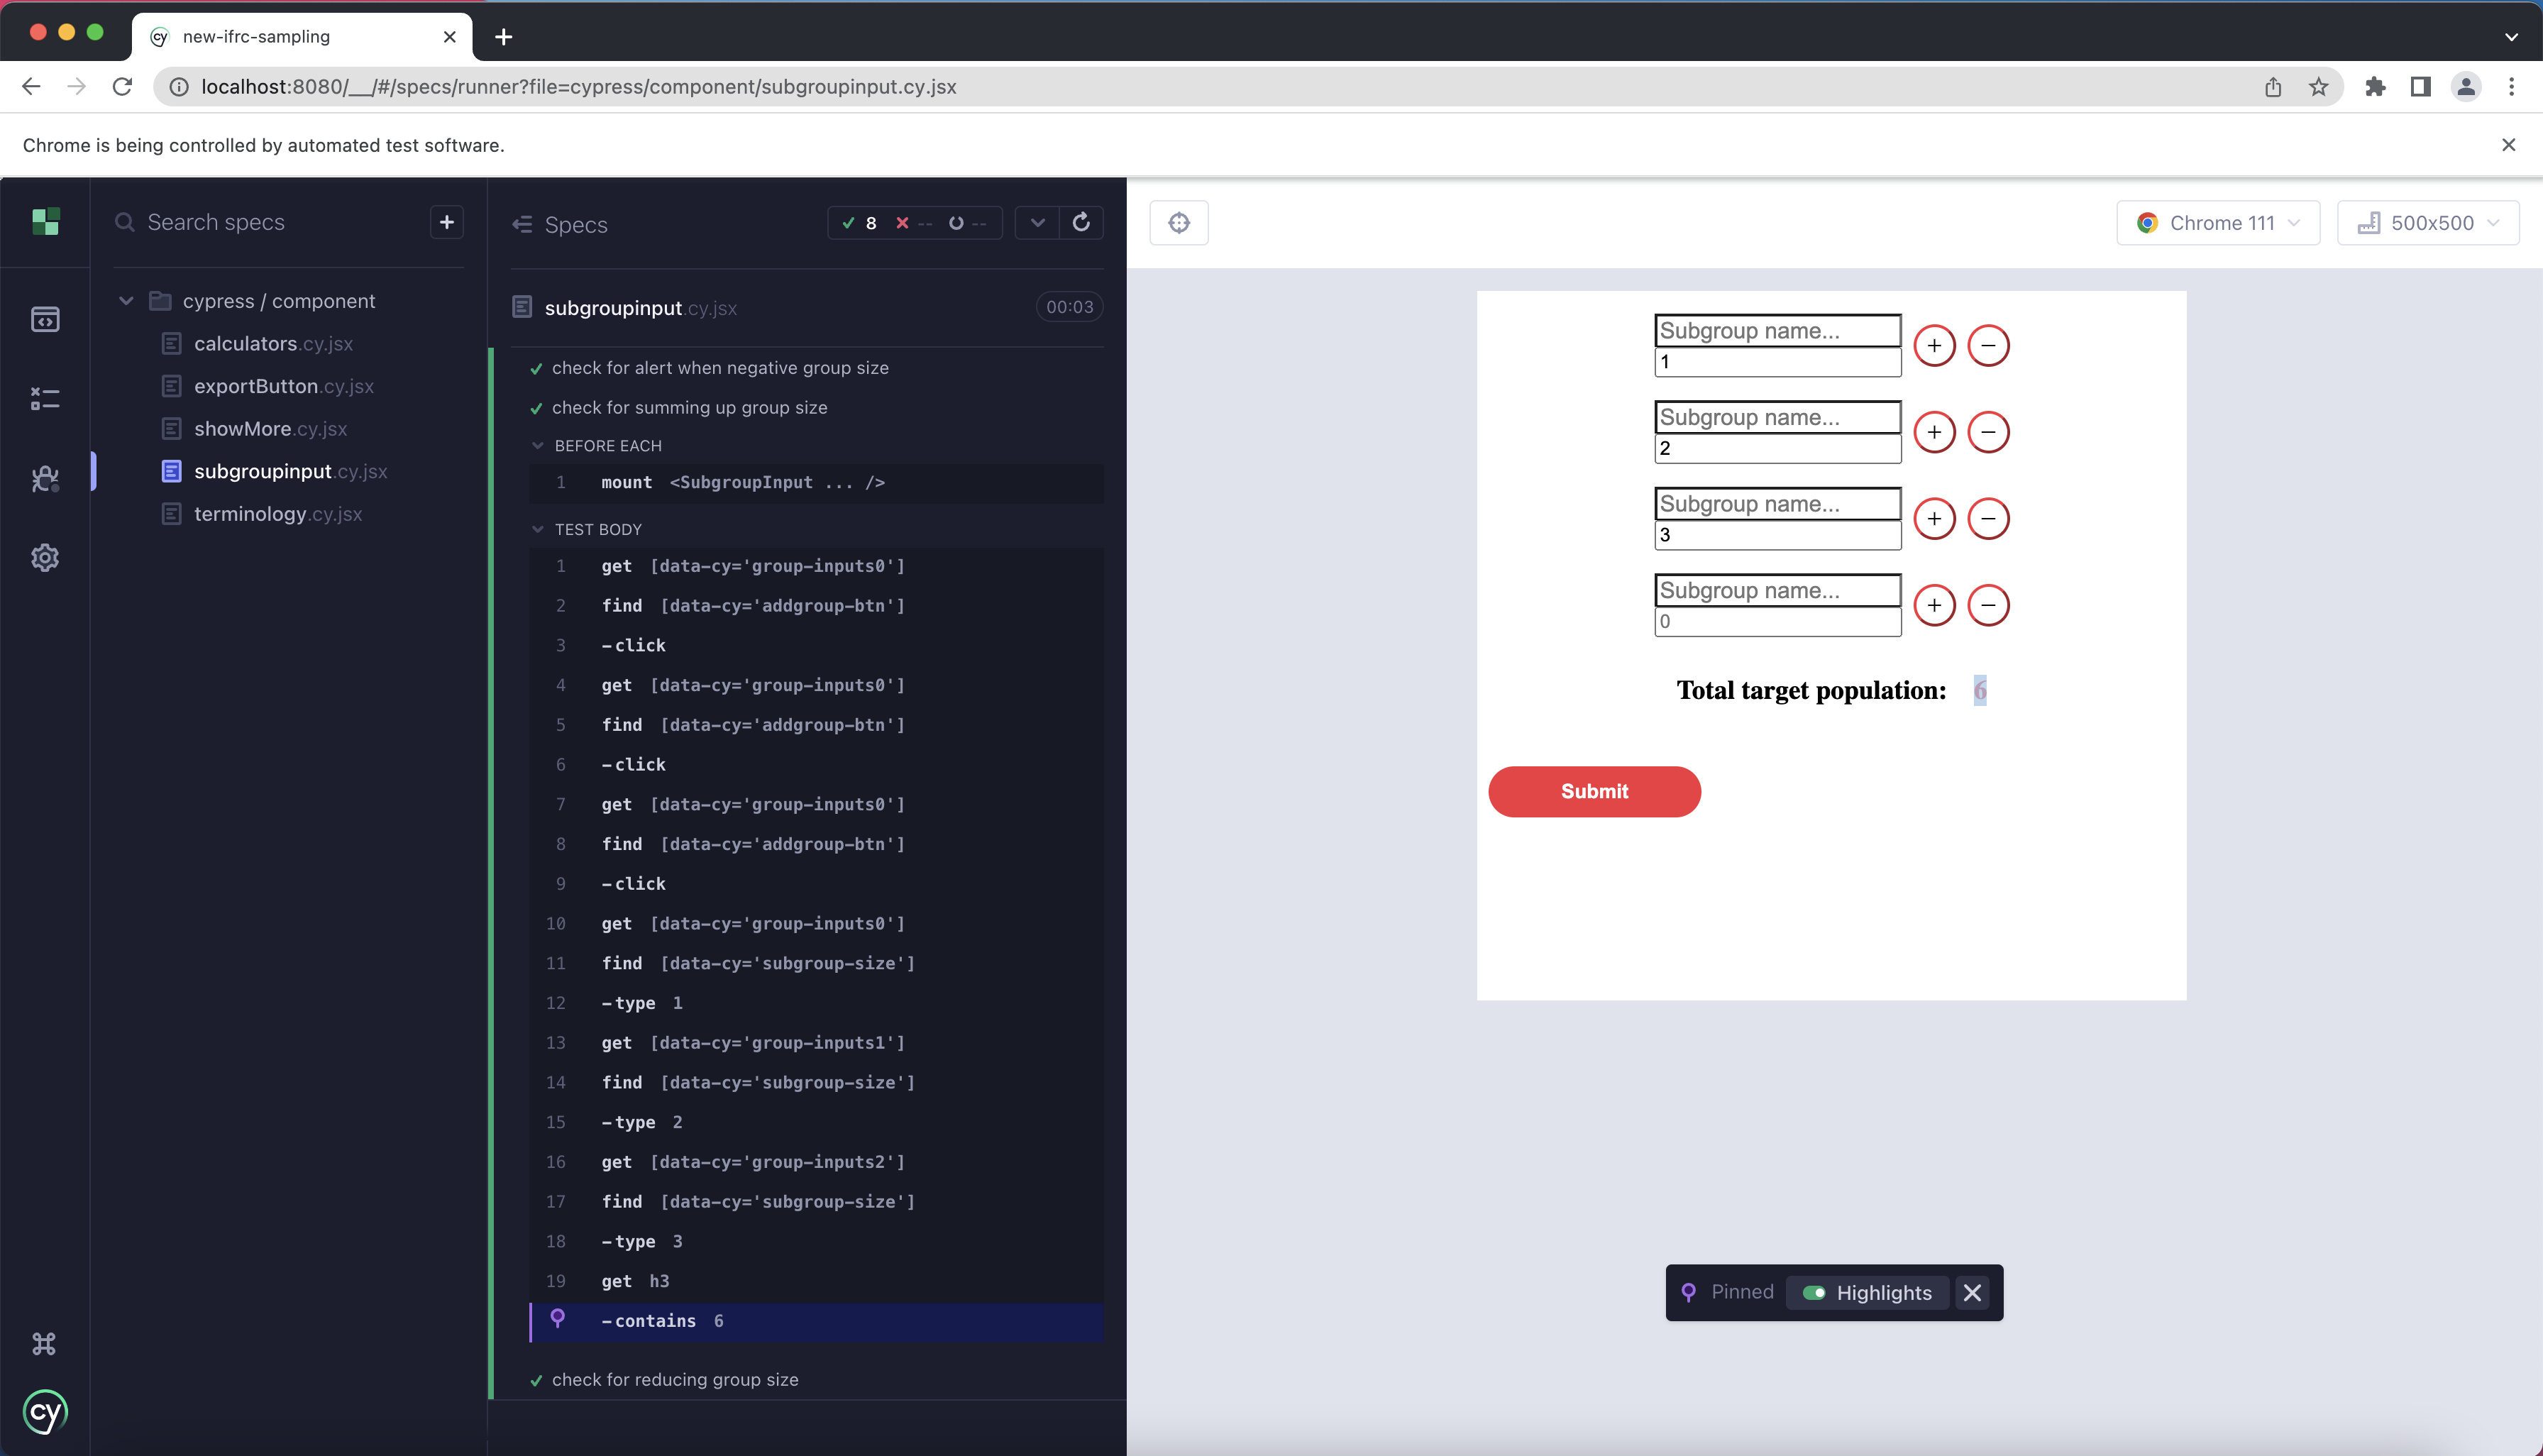 new-ifrc-sampling
localhost:8080/__/#/specs/runner?file=cypress/component/subgroupinput.cy.jsx
Chrome is being controlled by automated test software.
Search specs
cypress / component
calculators.cy.jsx
exportButton.cy.jsx
showMore.cy.jsx
subgroupinput.cy.jsx
terminology.cy.jsx
cy
Specs
8 -- --
subgroupinput.cy.jsx 00:03
check for alert when negative group size
check for summing up group size
BEFORE EACH
1 mount <SubgroupInput ... />
TEST BODY
1 get [data-cy='group-inputs0']
2 find [data-cy='addgroup-btn']
3 -click
4 get [data-cy='group-inputs0']
5 find [data-cy='addgroup-btn']
6 -click
7 get [data-cy='group-inputs0']
8 find [data-cy='addgroup-btn']
9 -click
10 get [data-cy='group-inputs0']
11 find [data-cy='subgroup-size']
12 -type 1
13 get [data-cy='group-inputs1']
14 find [data-cy='subgroup-size']
15 -type 2
16 get [data-cy='group-inputs2']
17 find [data-cy='subgroup-size']
18 -type 3
19 get h3
-contains 6
check for reducing group size
Chrome 111
500x500
Subgroup name...
1
Subgroup name...
2
Subgroup name...
3
Subgroup name...
0
Total target population: 6
Submit
Pinned Highlights